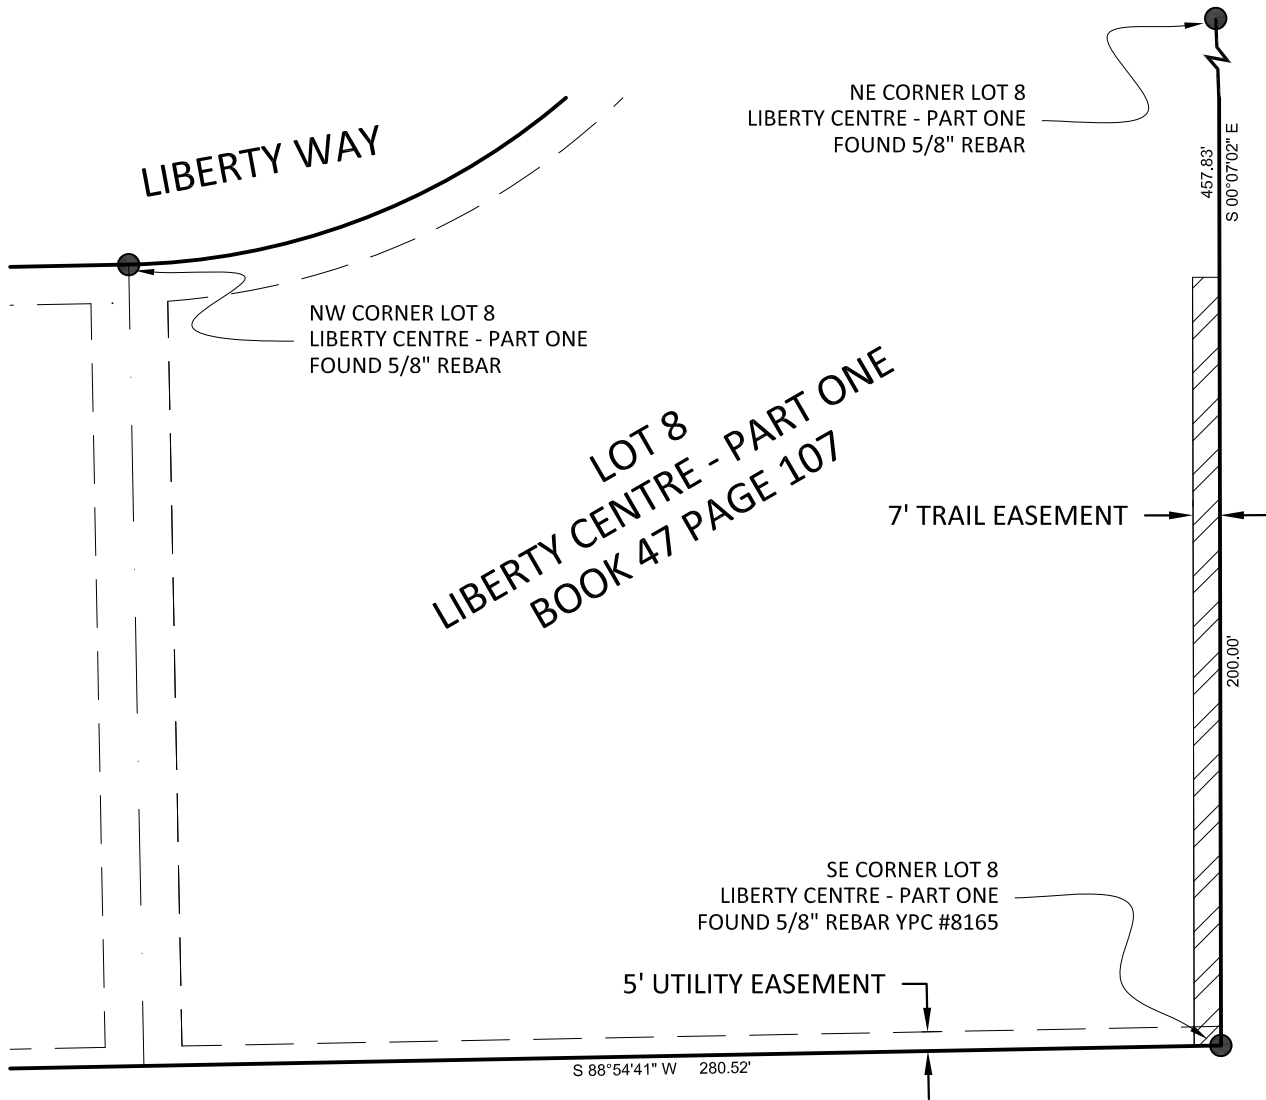 NE CORNER LOT 8
LIBERTY CENTRE - PART ONE
FOUND 5/8" REBAR
457.83'
S 00°07'02" E
LIBERTY WAY
NW CORNER LOT 8
LIBERTY CENTRE - PART ONE
FOUND 5/8" REBAR
LOT 8
LIBERTY CENTRE - PART ONE
BOOK 47 PAGE 107
7' TRAIL EASEMENT
200.00'
SE CORNER LOT 8
LIBERTY CENTRE - PART ONE
FOUND 5/8" REBAR YPC #8165
5' UTILITY EASEMENT
S 88°54'41" W 280.52'